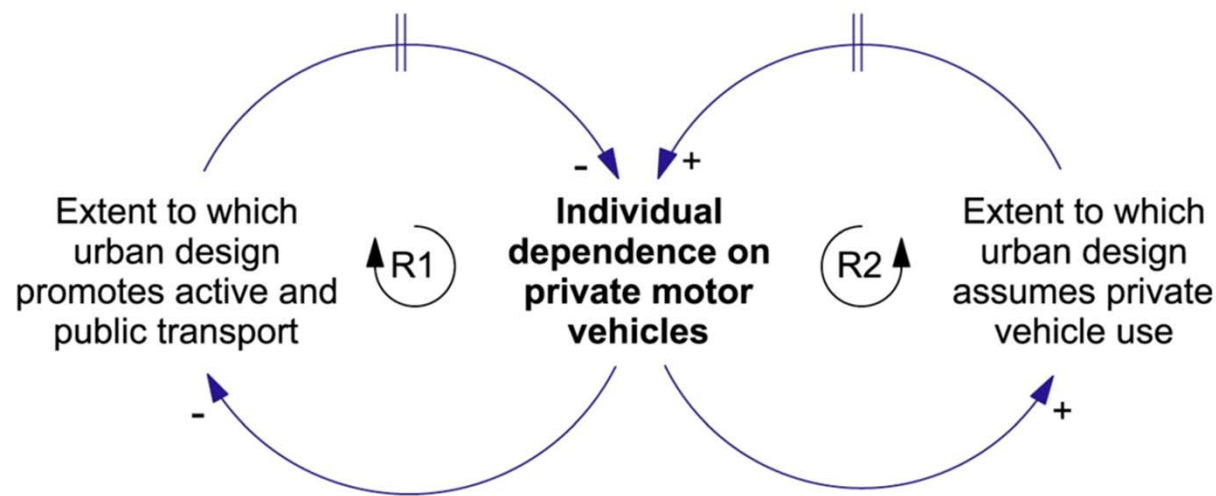 -
+
Extent to which
urban design
promotes active and
public transport
R1
Individual
dependence on
private motor
vehicles
R2
Extent to which
urban design
assumes private
vehicle use
-
+